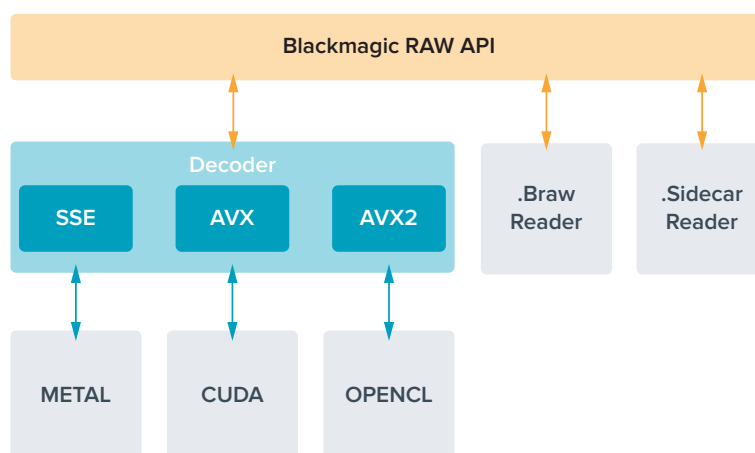 Blackmagic RAW API
Decoder
SSE
AVX
AVX2
.Braw
Reader
.Sidecar
Reader
METAL
CUDA
OPENCL